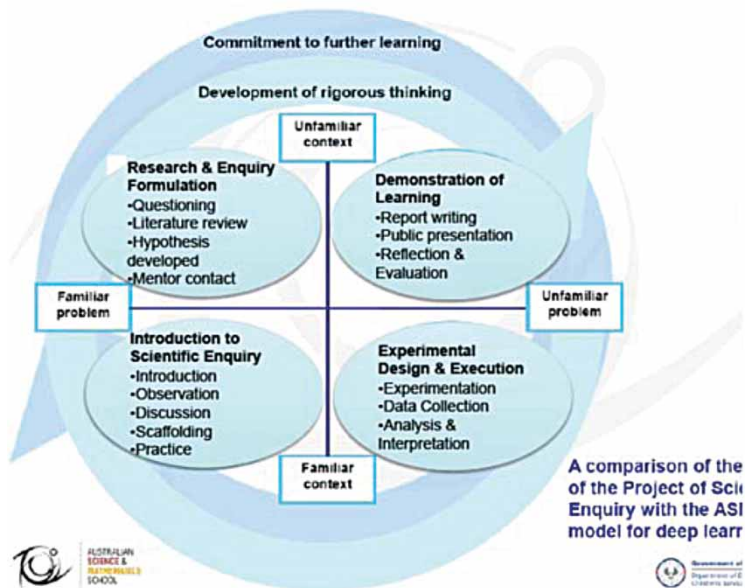 Commitment to further learning
Development of rigorous thinking
Unfamiliar
context
Research & Enquiry
Formulation
•Questioning
•Literature review
•Hypothesis
developed
•Mentor contact
Demonstration of
Learning
•Report writing
•Public presentation
•Reflection &
Evaluation
Familiar
problem
Unfamiliar
problem
Introduction to
Scientific Enquiry
•Introduction
•Observation
•Discussion
•Scaffolding
•Practice
Experimental
Design & Execution
•Experimentation
•Data Collection
•Analysis &
Interpretation
Familiar
context
A comparison of the
of the Project of Scie
Enquiry with the
model for deep learn
AUSTRALIAN
SCIENCE &
MATHEMATICS
SCHOOL
Government of
Department of